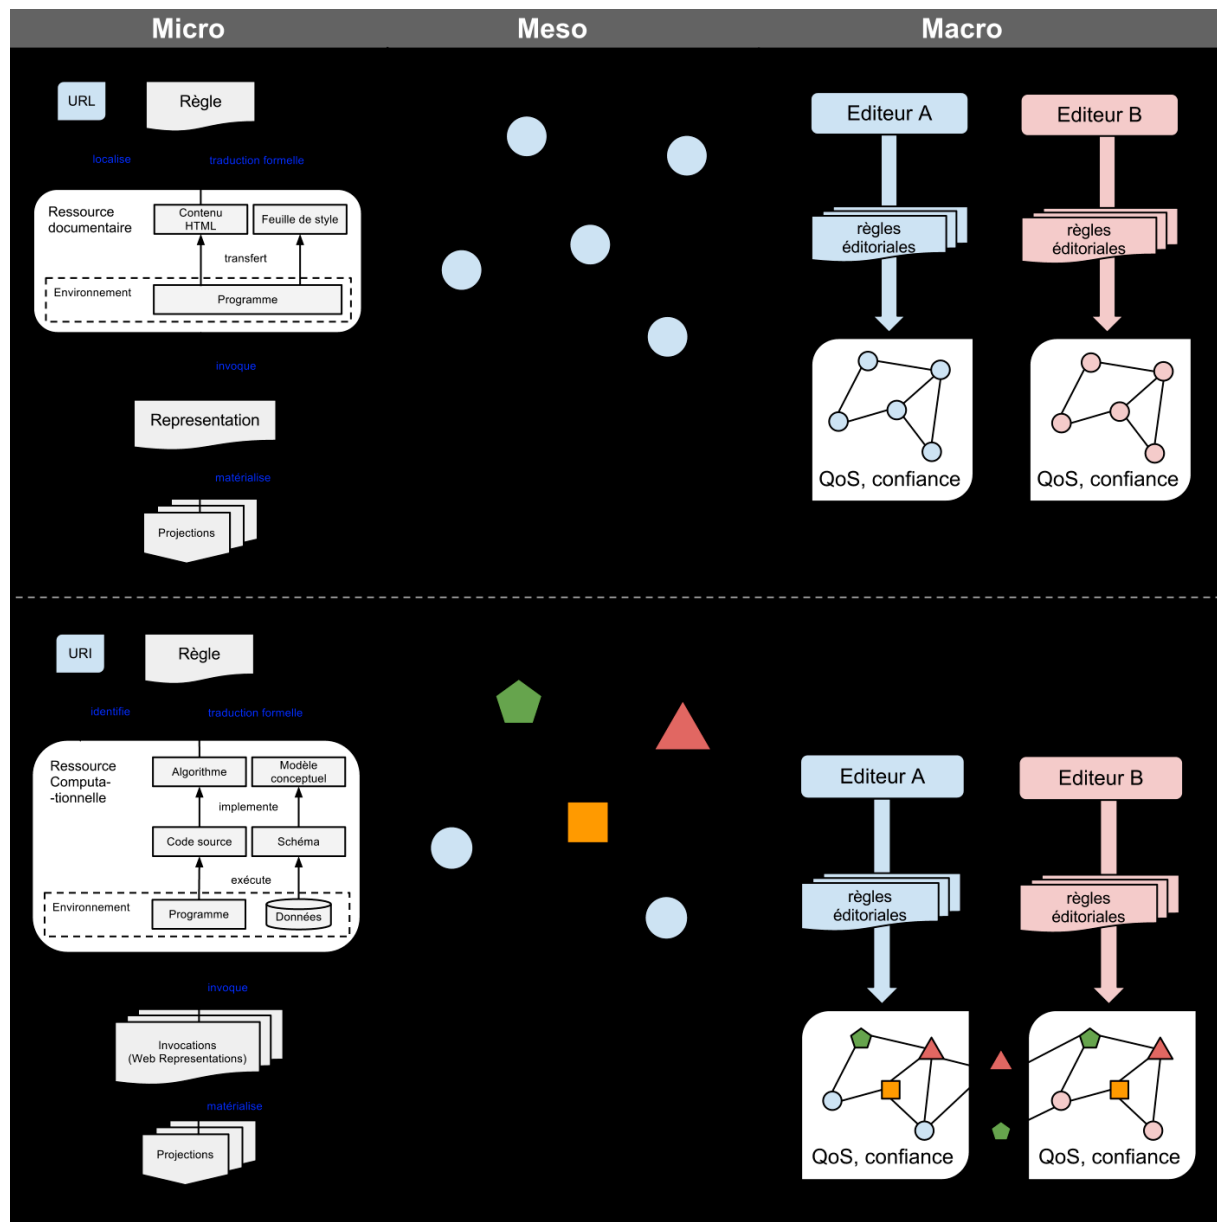 Micro
Meso
Macro
URL
Règle
localise
traduction formelle
Ressource
documentaire
Contenu
HTML
Feuille de style
transfert
Environnement
Programme
invoque
Representation
matérialise
Projections
Editeur A
Editeur B
règles
éditoriales
règles
éditoriales
QoS, confiance
QoS, confiance
URI
Règle
identifie
traduction formelle
Ressource
Computa-
-tionnelle
Algorithme
Modèle
conceptuel
implemente
Code source
Schéma
exécute
Environnement
Programme
Données
invoque
Invocations
(Web Representations)
matérialise
Projections
Editeur A
Editeur B
règles
éditoriales
règles
éditoriales
QoS, confiance
QoS, confiance